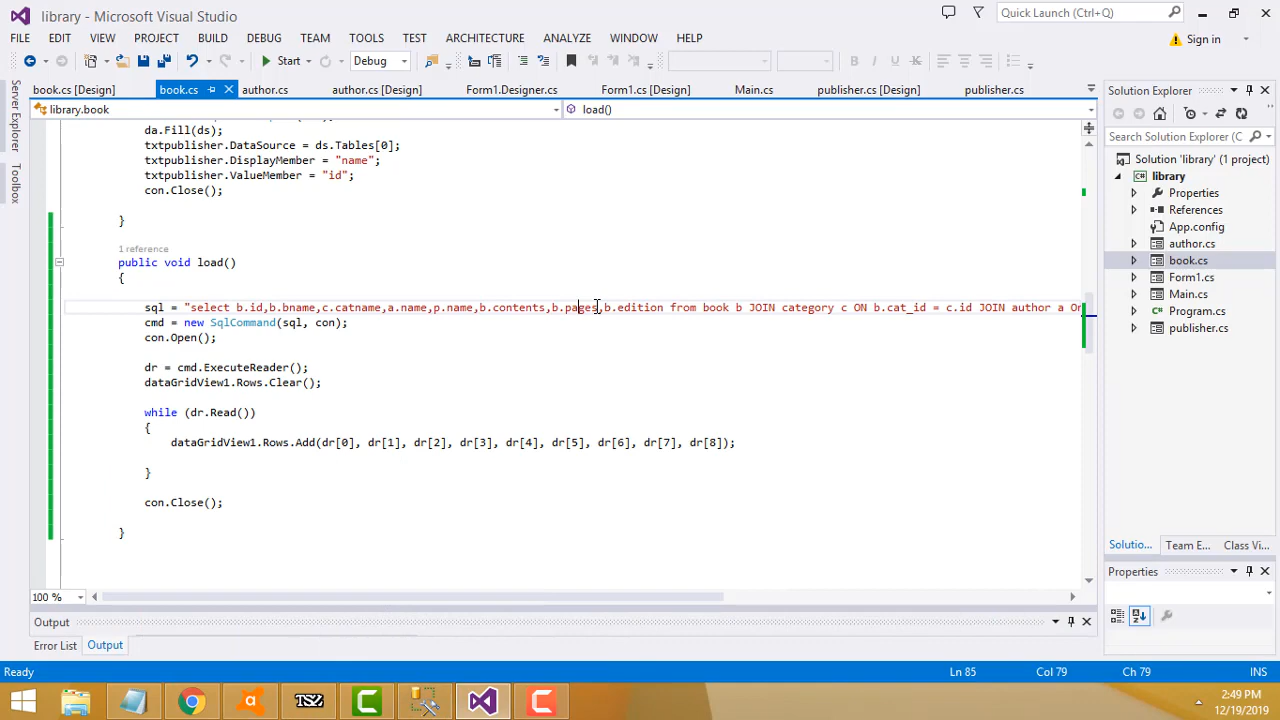 library - Microsoft Visual Studio
Quick Launch (Ctrl+Q)
FILE EDIT VIEW PROJECT BUILD DEBUG TEAM TOOLS TEST ARCHITECTURE ANALYZE WINDOW HELP
Sign in
Start Debug
book.cs [Design] book.cs author.cs author.cs [Design] Form1.Designer.cs Form1.cs [Design] Main.cs publisher.cs [Design] publisher.cs
library.book load()
Server Explorer
Toolbox
da.Fill(ds);
txtpublisher.DataSource = ds.Tables[0];
txtpublisher.DisplayMember = "name";
txtpublisher.ValueMember = "id";
con.Close();
}
1 reference
public void load()
{
sql = "select b.id,b.bname,c.catname,a.name,p.name,b.contents,b.pages,b.edition from book b JOIN category c ON b.cat_id = c.id JOIN author a On
cmd = new SqlCommand(sql, con);
con.Open();
dr = cmd.ExecuteReader();
dataGridView1.Rows.Clear();
while (dr.Read())
{
dataGridView1.Rows.Add(dr[0], dr[1], dr[2], dr[3], dr[4], dr[5], dr[6], dr[7], dr[8]);
}
con.Close();
}
100 %
Output
Error List Output
Solution Explorer
Search Solution Explorer (C
Solution 'library' (1 project)
library
Properties
References
App.config
author.cs
book.cs
Form1.cs
Main.cs
Program.cs
publisher.cs
Solutio... Team E... Class Vi...
Properties
Ready Ln 85 Col 79 Ch 79 INS
TSZ
2:49 PM
12/19/2019